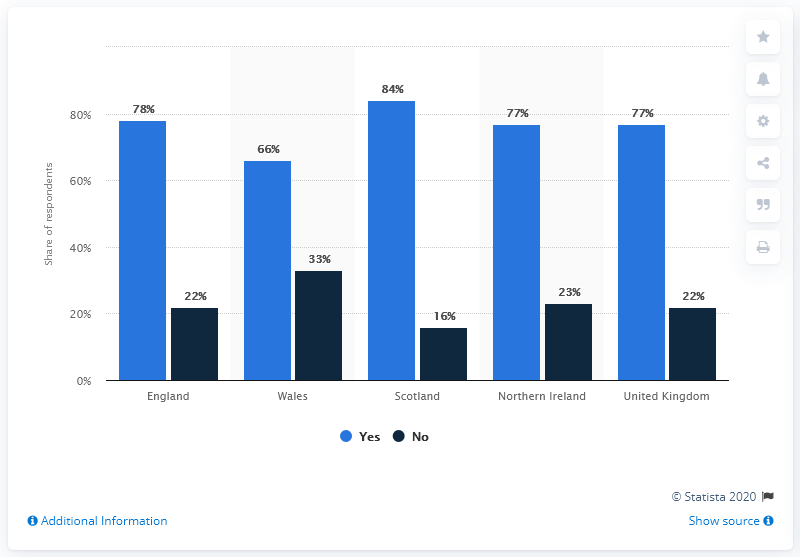 78%
66%
84%
77%
77%
22%
33%
16%
23%
22%
80%
60%
40%
20%
0%
Share of respondents
England
Wales
Scotland
Northern Ireland
United Kingdom
Yes
No
© Statista 2020
Additional Information
Show source